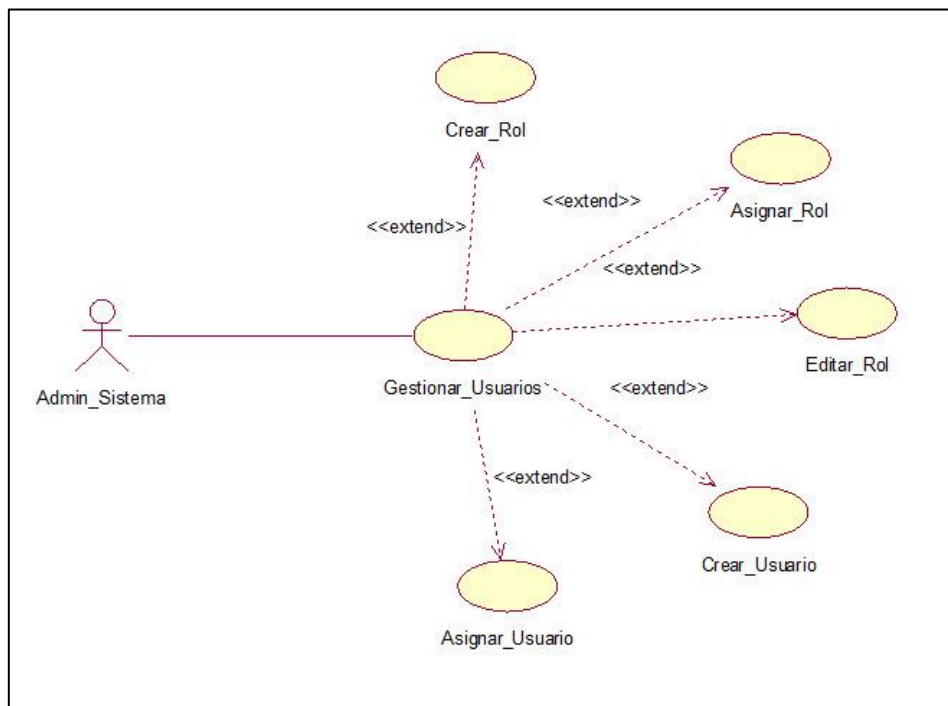 Crear_Rol
<<extend>>
Asignar_Rol
<<extend>>
<<extend>>
Editar_Rol
Admin_Sistema
Gestionar_Usuarios
<<extend>>
<<extend>>
Crear_Usuario
Asignar_Usuario